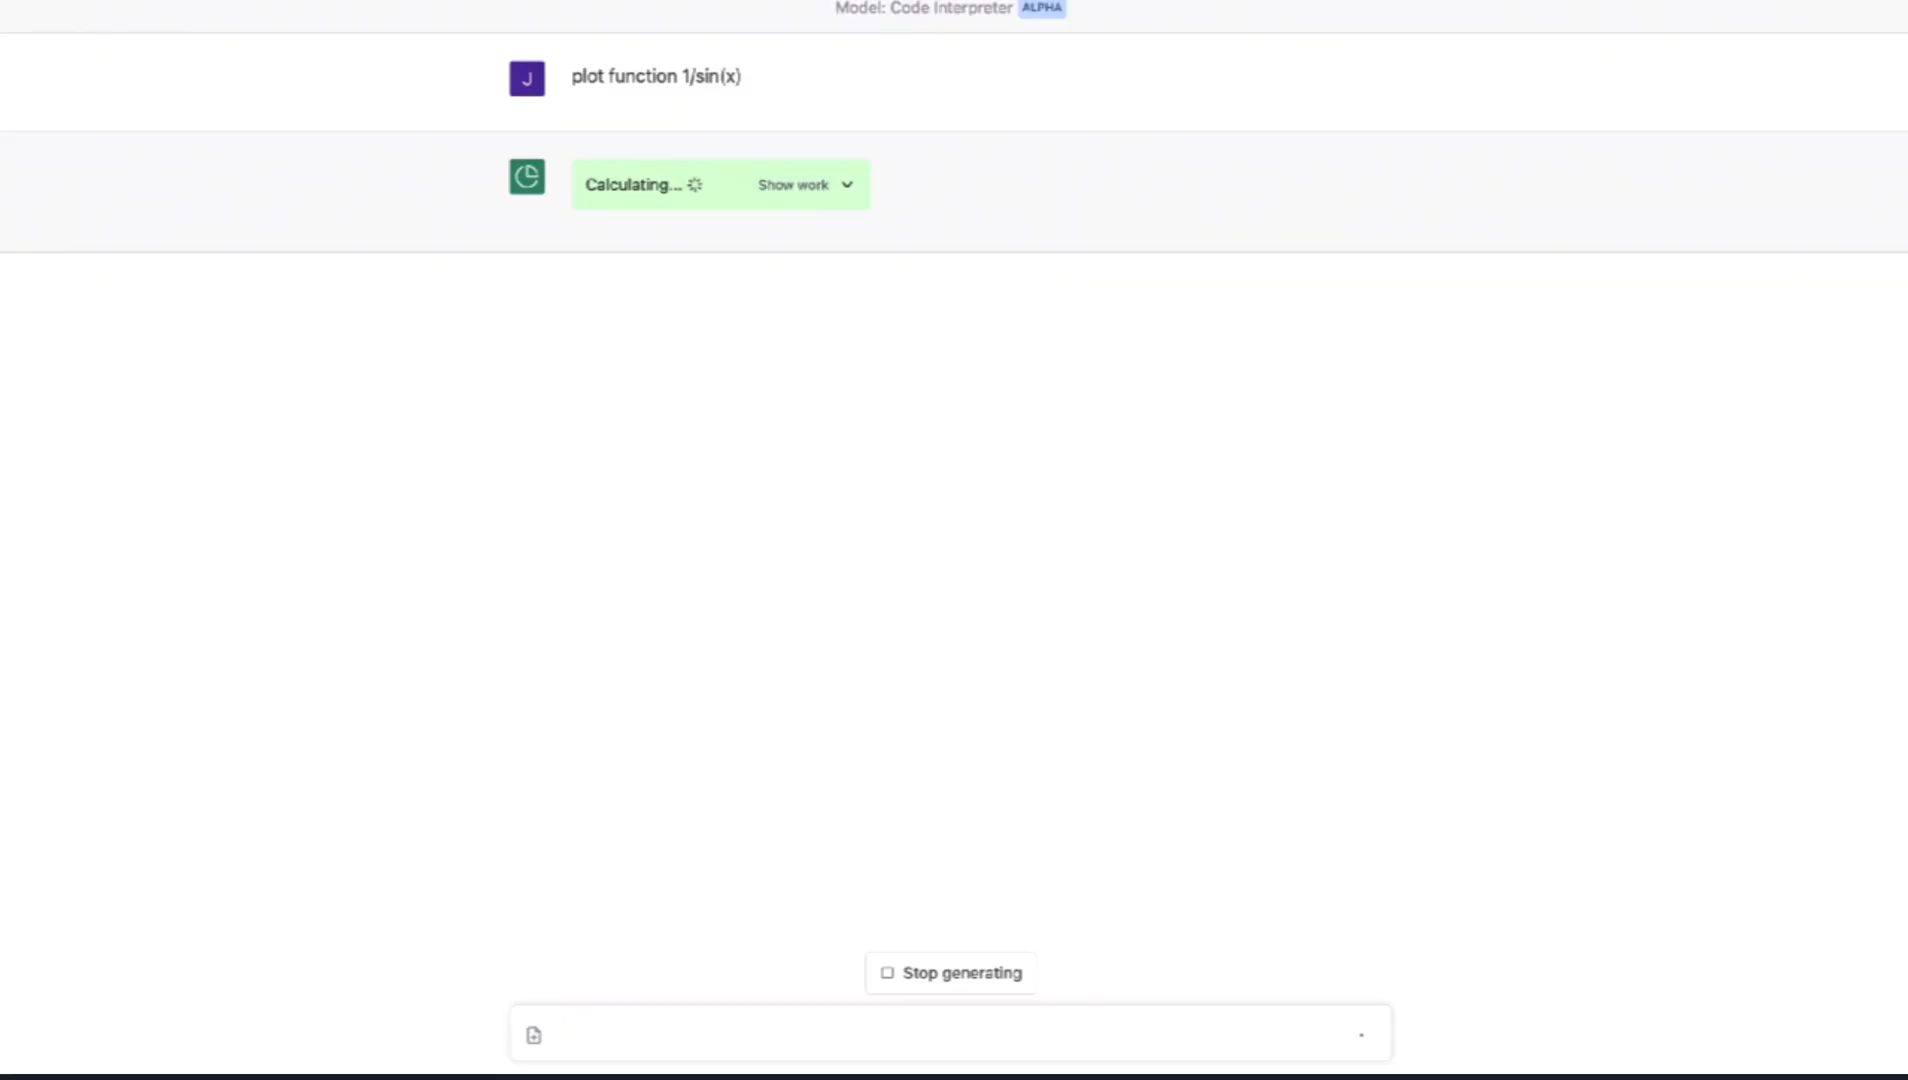 Model: Code Interpreter ALPHA
J
plot function 1/sin(x)
Calculating... Show work
Stop generating